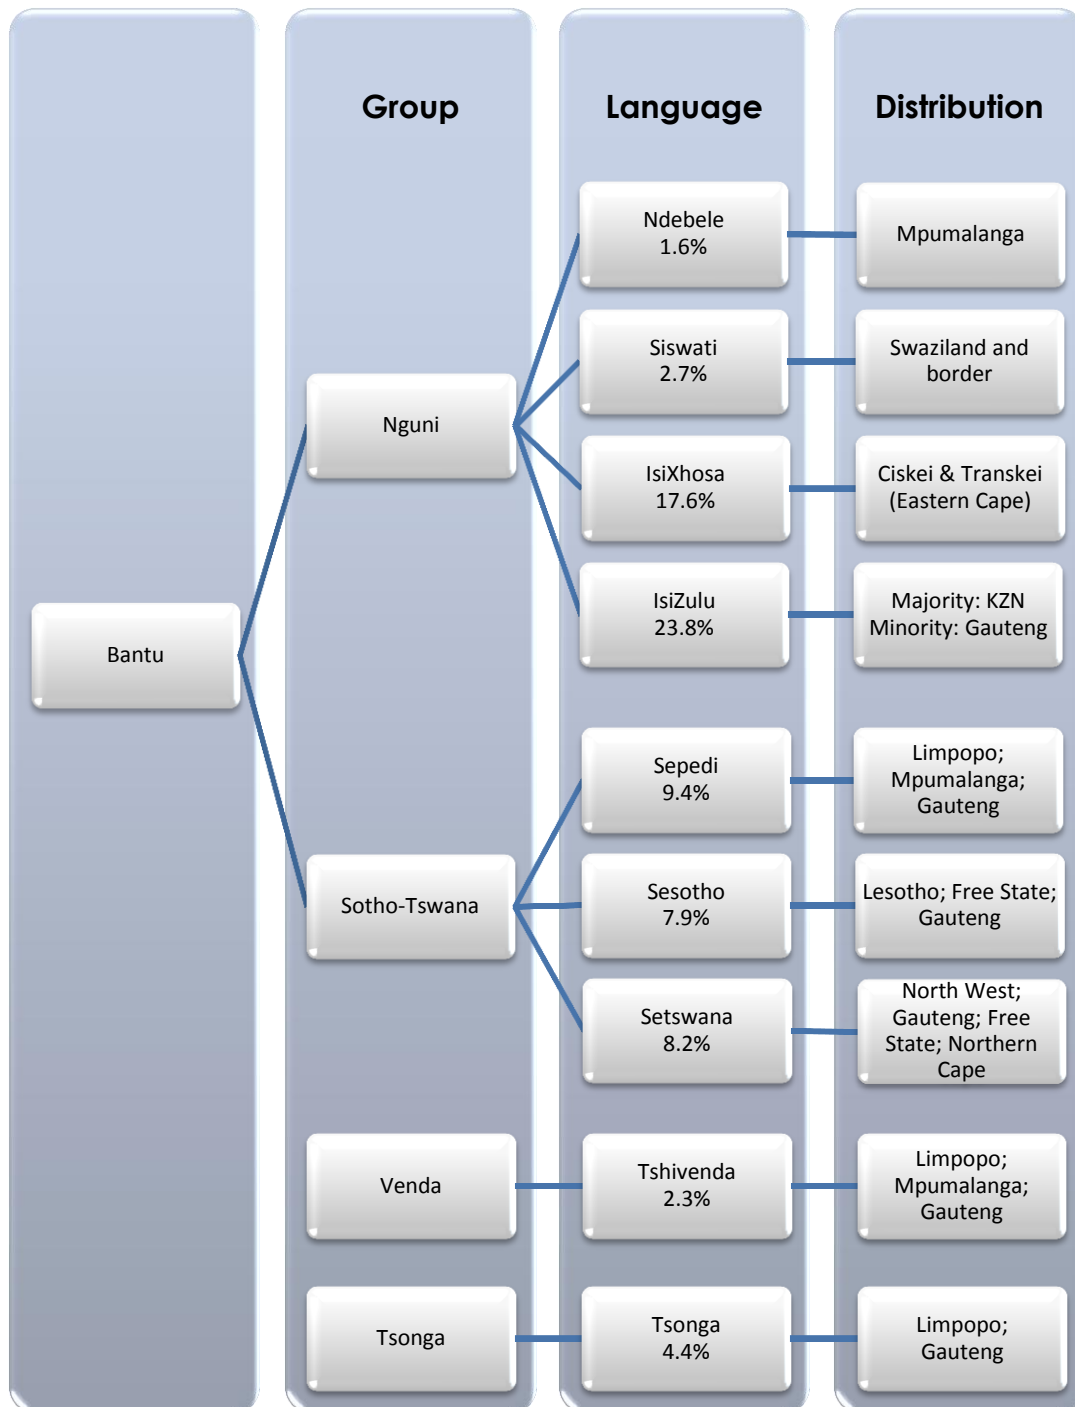 Group
Language
Distribution
Ndebele
1.6%
Mpumalanga
Siswati
2.7%
Swaziland and
border
Nguni
IsiXhosa
17.6%
Ciskei & Transkei
(Eastern Cape)
IsiZulu
23.8%
Majority: KZN
Minority: Gauteng
Bantu
Sepedi
9.4%
Limpopo;
Mpumalanga;
Gauteng
Sotho-Tswana
Sesotho
7.9%
Lesotho; Free State;
Gauteng
Setswana
8.2%
North West;
Gauteng; Free
State; Northern
Cape
Venda
Tshivenda
2.3%
Limpopo;
Mpumalanga;
Gauteng
Tsonga
Tsonga
4.4%
Limpopo;
Gauteng